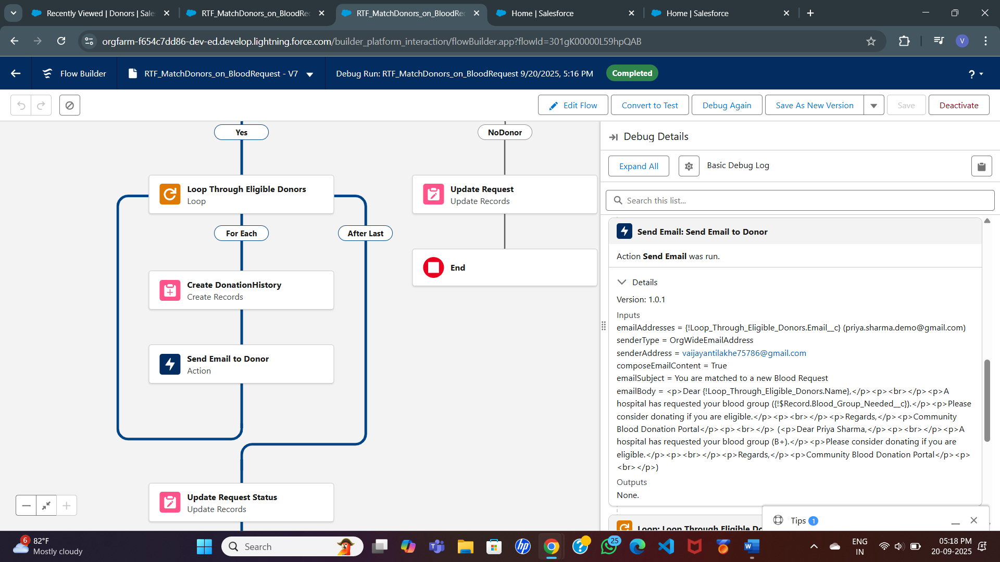 Recently Viewed | Donors | Sale
RTF_MatchDonors_on_BloodRe
RTF_MatchDonors_on_BloodRe
Home | Salesforce
Home | Salesforce
orgfarm-f654c7dd86-dev-ed.develop.lightning.force.com/builder_platform_interaction/flowBuilder.app?flowId=301gK00000L59hpQAB
V
Flow Builder
RTF_MatchDonors_on_BloodRequest - V7
Debug Run: RTF_MatchDonors_on_BloodRequest 9/20/2025, 5:16 PM
Completed
?
Edit Flow
Convert to Test
Debug Again
Save As New Version
Save
Deactivate
Yes
NoDonor
Loop Through Eligible Donors
Loop
Update Request
Update Records
For Each
After Last
Create DonationHistory
Create Records
End
Send Email to Donor
Action
Update Request Status
Update Records
Debug Details
Expand All
Basic Debug Log
Search this list...
Send Email: Send Email to Donor
Action Send Email was run.
Details
Version: 1.0.1
Inputs
emailAddresses = {!Loop_Through_Eligible_Donors.Email__c} (priya.sharma.demo@gmail.com)
senderType = OrgWideEmailAddress
senderAddress = vaijayantilakhe75786@gmail.com
composeEmailContent = True
emailSubject = You are matched to a new Blood Request
emailBody = <p>Dear {!Loop_Through_Eligible_Donors.Name},</p><p><br></p><p>A
hospital has requested your blood group ({!$Record.Blood_Group_Needed__c}).</p><p>Please
consider donating if you are eligible.</p><p><br></p><p>Regards,</p><p>Community
Blood Donation Portal</p><p><br></p> (<p>Dear Priya Sharma,</p><p><br></p><p>A
hospital has requested your blood group (B+).</p><p>Please consider donating if you are
eligible.</p><p><br></p><p>Regards,</p><p>Community Blood Donation Portal</p><p>
<br></p>)
Outputs
None.
Loop: Loop Through Eligible Do
Tips 1
6
82°F
Mostly cloudy
Search
25
ENG
IN
05:18 PM
20-09-2025